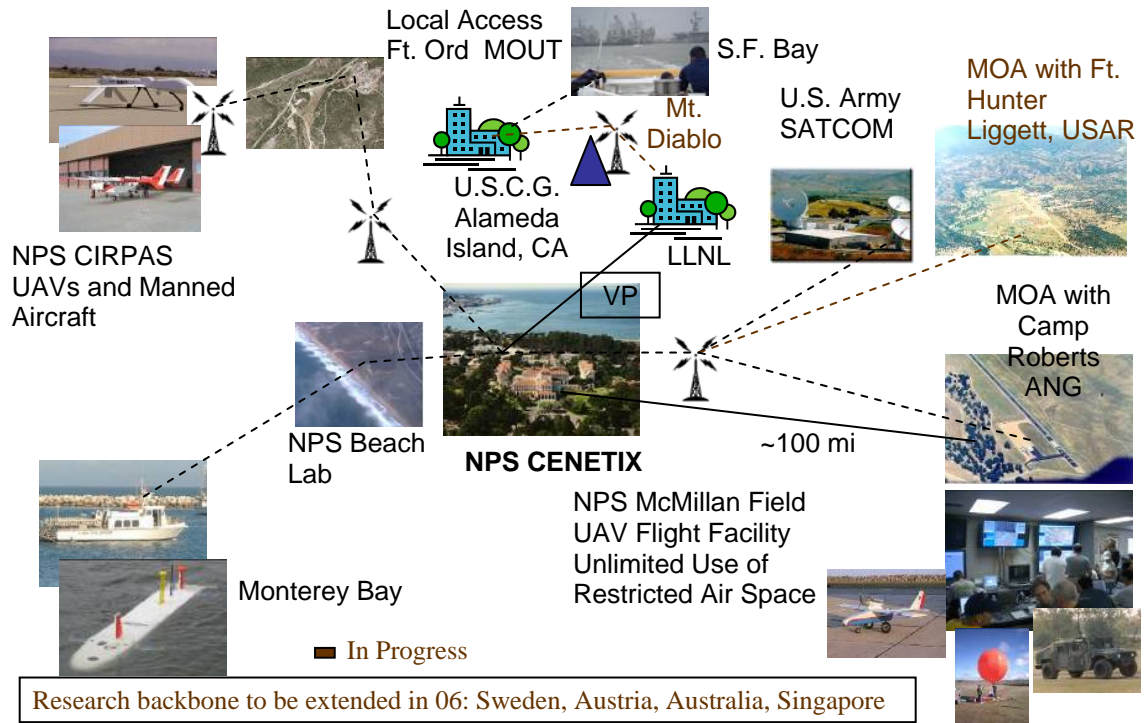 Local Access
Ft. Ord  MOUT
S.F. Bay
MOA with Ft.
Hunter
Liggett, USAR
U.S. Army
SATCOM
Mt.
Diablo
U.S.C.G.
Alameda
Island, CA
LLNL
NPS CIRPAS
UAVs and Manned
Aircraft
VP
MOA with
Camp
Roberts
ANG
NPS Beach
Lab
NPS CENETIX
~100 mi
NPS McMillan Field
UAV Flight Facility
Unlimited Use of
Restricted Air Space
Monterey Bay
In Progress
Research backbone to be extended in 06: Sweden, Austria, Australia, Singapore